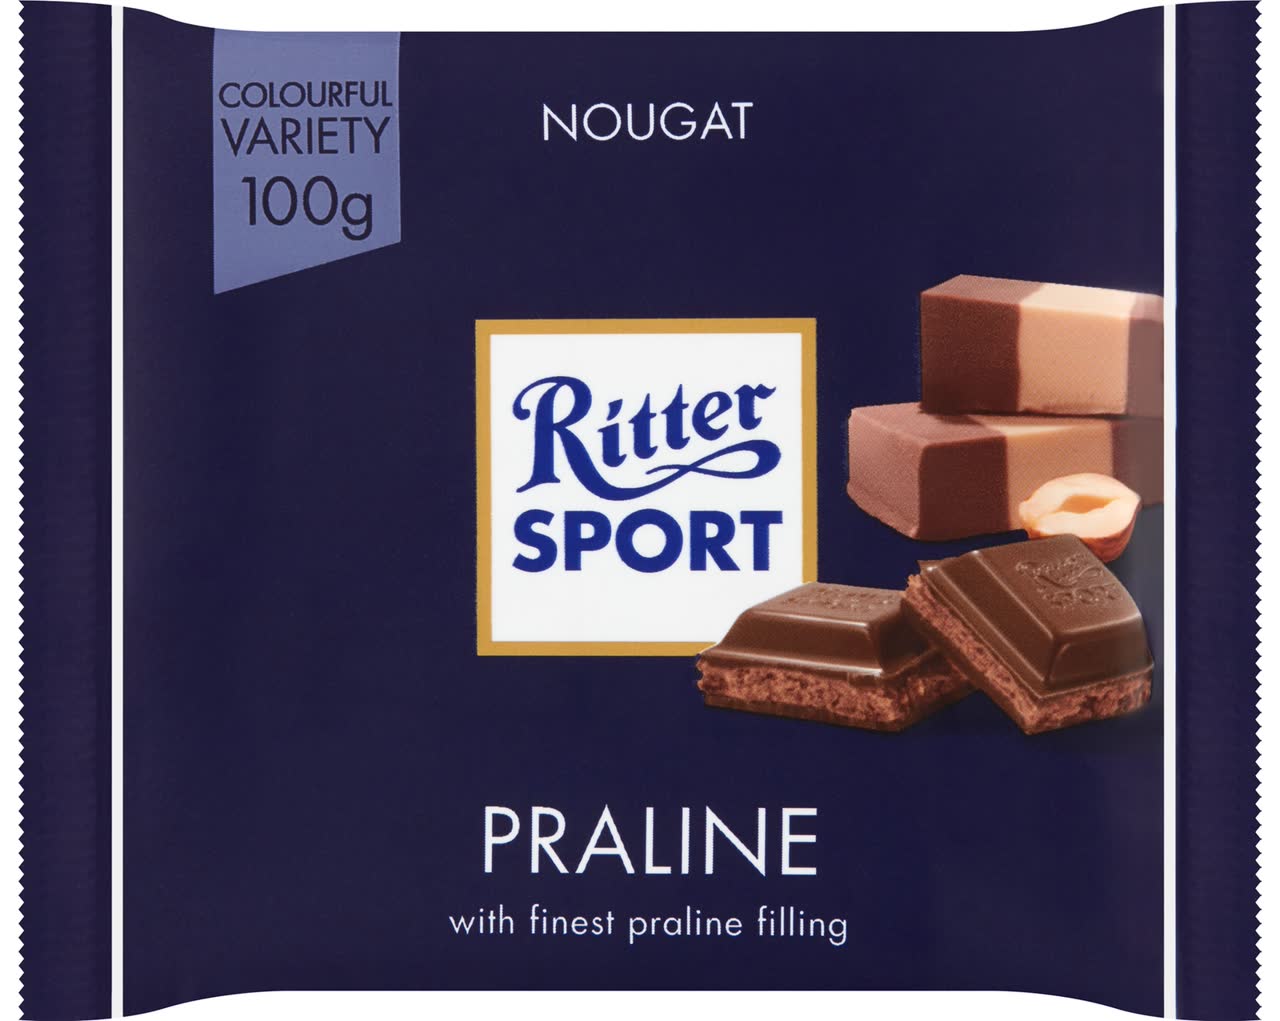 COLOURFUL
VARIETY
100g
NOUGAT
Ritter
SPORT
PRALINE
with finest praline filling